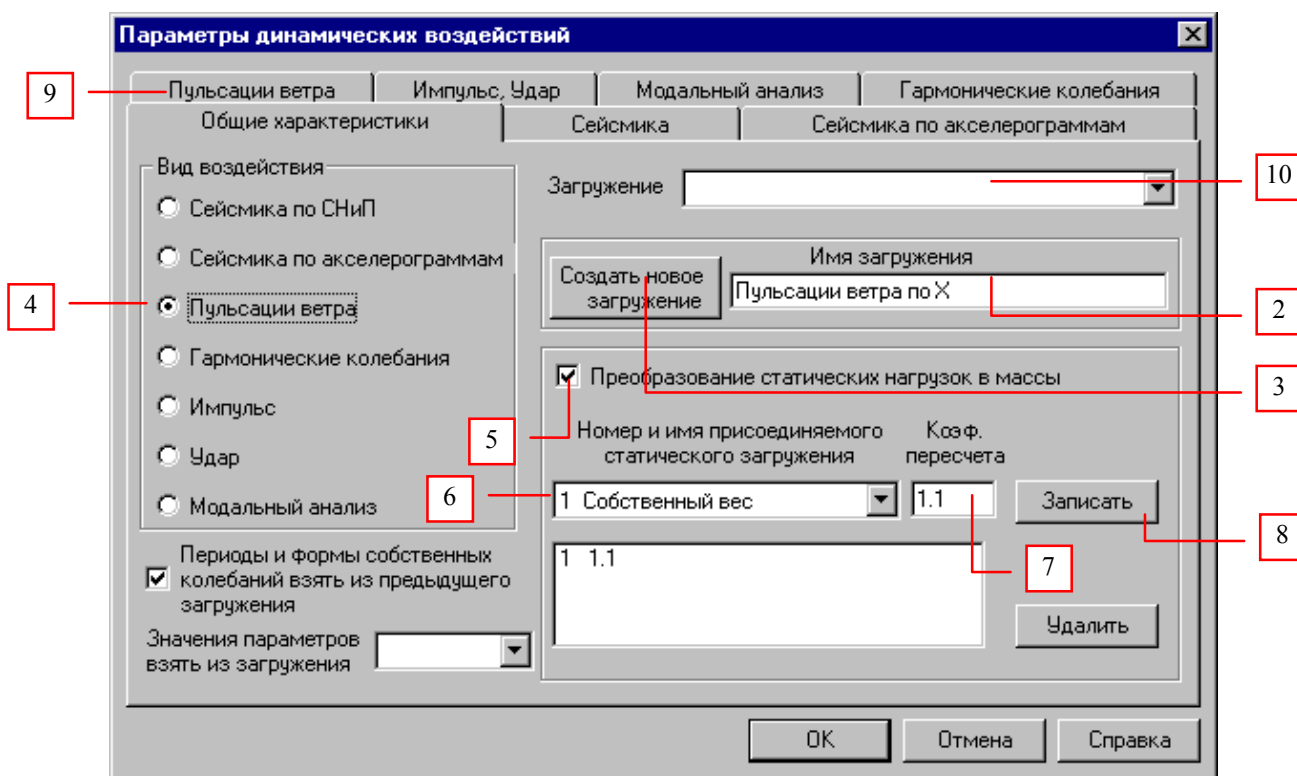 Параметры динамических воздействий
9
Пульсации ветра
Импульс, Удар
Модальный анализ
Гармонические колебания
Общие характеристики
Сейсмика
Сейсмика по акселерограммам
Вид воздействия
Сейсмика по СНиП
Сейсмика по акселерограммам
4
Пульсации ветра
Гармонические колебания
Импульс
Удар
Модальный анализ
Периоды и формы собственных
колебаний взять из предыдущего
загружения
Значения параметров
взять из загружения
Загружение
10
Создать новое
загружение
Имя загружения
Пульсации ветра по X
2
3
Преобразование статических нагрузок в массы
5
Номер и имя присоединяемого
статического загружения
Коэф.
пересчета
6
1 Собственный вес
1.1
Записать
8
7
1 1.1
Удалить
OK
Отмена
Справка